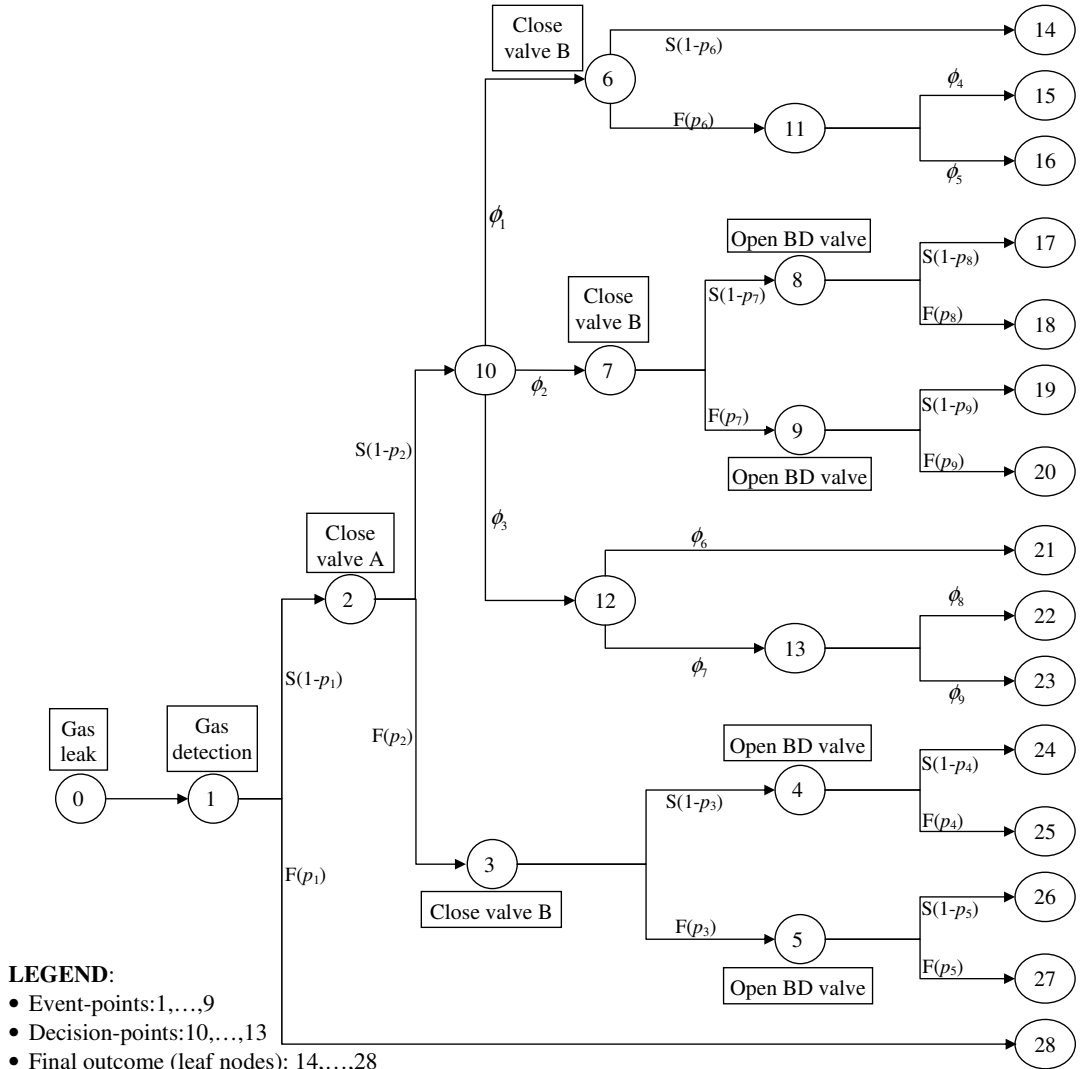 Close
valve B
6
S(1-p6)
14
ϕ4
15
F(p6)
11
ϕ5
16
ϕ1
Open BD valve
8
S(1-p8)
17
F(p8)
18
Close
valve B
S(1-p7)
10
ϕ2
7
F(p7)
9
Open BD valve
S(1-p9)
19
F(p9)
20
S(1-p2)
ϕ3
Close
valve A
2
12
ϕ6
21
ϕ7
13
ϕ8
22
ϕ9
23
S(1-p1)
F(p2)
Gas
leak
0
Gas
detection
1
Open BD valve
4
S(1-p3)
S(1-p4)
24
F(p4)
25
3
Close valve B
F(p1)
F(p3)
5
Open BD valve
S(1-p5)
26
F(p5)
27
28
LEGEND:
• Event-points:1,…,9
• Decision-points:10,…,13
• Final outcome (leaf nodes): 14,…,28